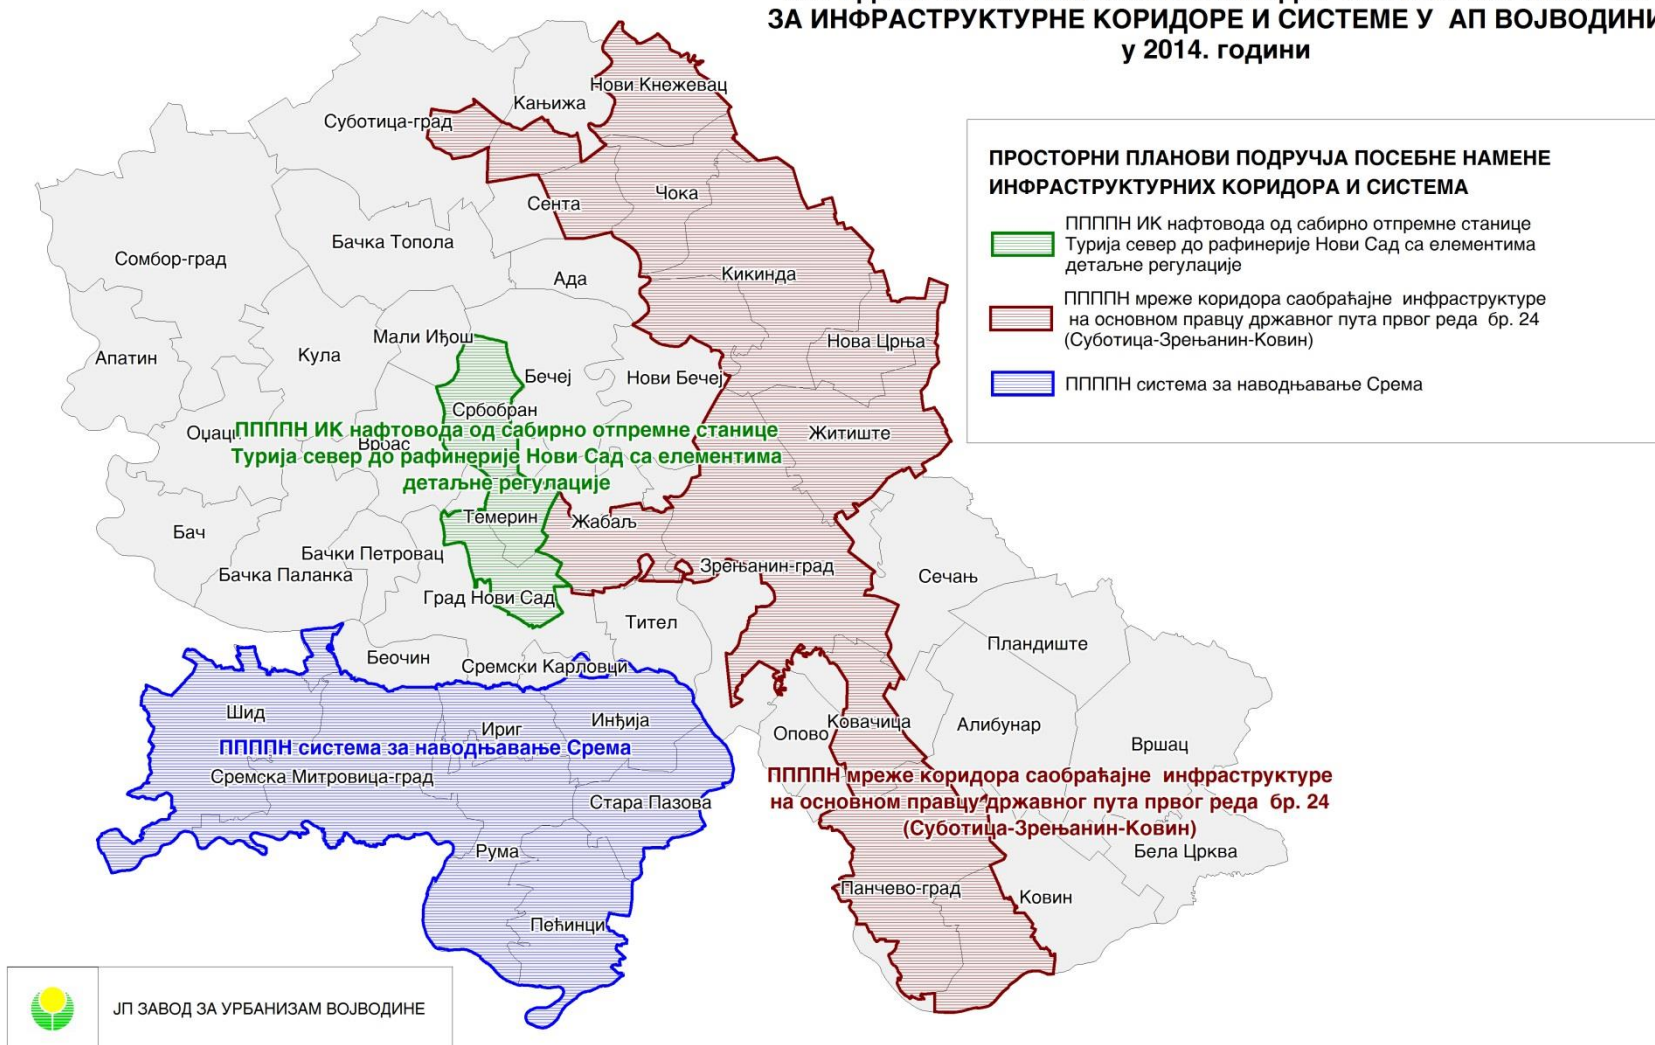 ЗА ИНФРАСТРУКТУРНЕ КОРИДОРЕ И СИСТЕМЕ У АП ВОЈВОДИНИ
у 2014. години
ПРОСТОРНИ ПЛАНОВИ ПОДРУЧЈА ПОСЕБНЕ НАМЕНЕ
ИНФРАСТРУКТУРНИХ КОРИДОРА И СИСТЕМА
ППППН ИК нафтовода од сабирно отпремне станице
Турија север до рафинерије Нови Сад са елементима
детаљне регулације
ППППН мреже коридора саобраћајне инфраструктуре
на основном правцу државног пута првог реда бр. 24
(Суботица-Зрењанин-Ковин)
ППППН система за наводњавање Срема
Нови Кнежевац
Кањижа
Суботица-град
Чока
Сента
Бачка Топола
Сомбор-град
Ада
Кикинда
Мали Иђош
Нова Црња
Кула
Апатин
Бечеј
Нови Бечеј
Србобран
Оџаци
Врбас
Житиште
ППППН ИК нафтовода од сабирно отпремне станице
Турија север до рафинерије Нови Сад са елементима
детаљне регулације
Темерин
Жабаљ
Бач
Бачки Петровац
Бачка Паланка
Зрењанин-град
Сечањ
Град Нови Сад
Тител
Пландиште
Беочин
Сремски Карловци
Шид
Ириг
Инђија
Опово
Ковачица
Алибунар
Вршац
ППППН система за наводњавање Срема
Сремска Митровица-град
Стара Пазова
ППППН мреже коридора саобраћајне инфраструктуре
на основном правцу државног пута првог реда бр. 24
(Суботица-Зрењанин-Ковин)
Рума
Бела Црква
Панчево-град
Ковин
Пећинци
ЈП ЗАВОД ЗА УРБАНИЗАМ ВОЈВОДИНЕ